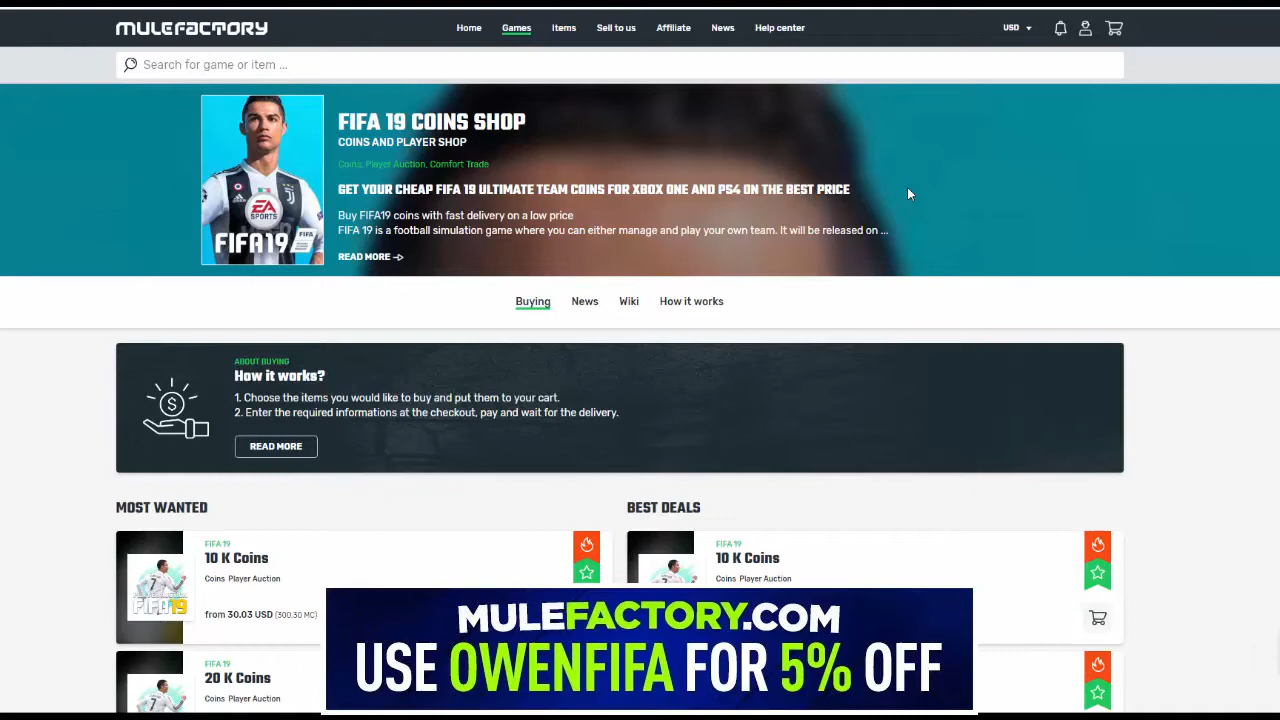 MULEFACTORY
Home Games Items Sell to us Affiliate News Help center
USD
Search for game or item ...
FIFA 19 COINS SHOP
COINS AND PLAYER SHOP
Coins, Player Auction, Comfort Trade
GET YOUR CHEAP FIFA 19 ULTIMATE TEAM COINS FOR XBOX ONE AND PS4 ON THE BEST PRICE
Buy FIFA19 coins with fast delivery on a low price
FIFA 19 is a football simulation game where you can either manage and play your own team. It will be released on ...
READ MORE
EA
SPORTS
FIFA19
FIFA
Buying News Wiki How it works
ABOUT BUYING
How it works?
1. Choose the items you would like to buy and put them to your cart.
2. Enter the required informations at the checkout, pay and wait for the delivery.
READ MORE
MOST WANTED
BEST DEALS
FIFA 19
10 K Coins
Coins Player Auction
from 30.03 USD (300.30 MC)
FIFA19
FIFA 19
10 K Coins
Coins Player Auction
FIFA 19
20 K Coins
Coins Player Auction
MULEFACTORY.COM
USE OWENFIFA FOR 5% OFF